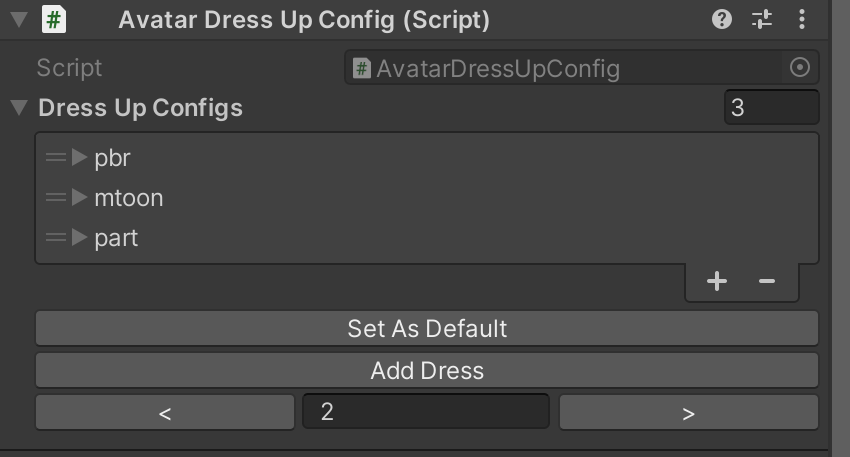 Avatar Dress Up Config (Script)
Script
AvatarDressUpConfig
Dress Up Configs
3
pbr
mtoon
part
Set As Default
Add Dress
< 2 >